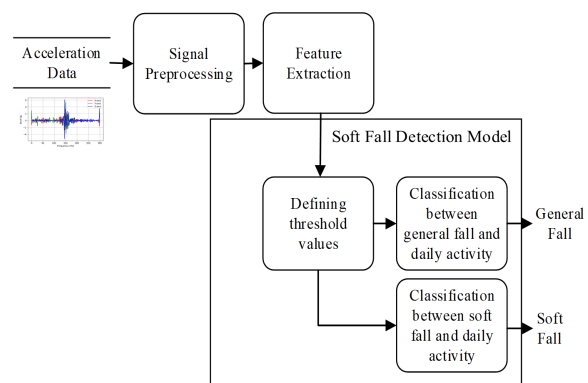 Acceleration
Data
Signal
Preprocessing
Feature
Extraction
Soft Fall Detection Model
Defining
threshold
values
Classification
between
general fall and
daily activity
General
Fall
Classification
between soft
fall and daily
activity
Soft
Fall